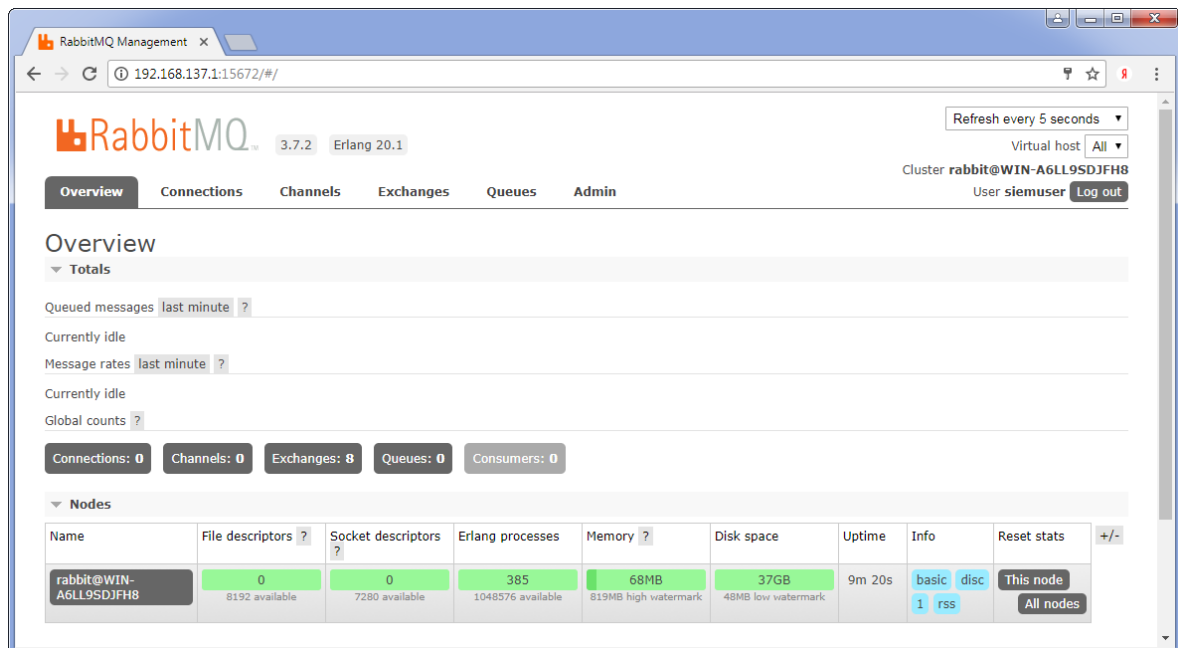 RabbitMQ Management
192.168.137.1:15672/#/
Я
RabbitMQ™ 3.7.2 Erlang 20.1
Refresh every 5 seconds
Virtual host All
Cluster rabbit@WIN-A6LL9SDJFH8
User siemuser Log out
Overview Connections Channels Exchanges Queues Admin
Overview
Totals
Queued messages last minute ?
Currently idle
Message rates last minute ?
Currently idle
Global counts ?
Connections: 0 Channels: 0 Exchanges: 8 Queues: 0 Consumers: 0
Nodes
Name File descriptors ? Socket descriptors ? Erlang processes Memory ? Disk space Uptime Info Reset stats +/-
rabbit@WIN-A6LL9SDJFH8 0 0 385 68MB 37GB 9m 20s basic disc 1 rss This node All nodes
8192 available 7280 available 1048576 available 819MB high watermark 48MB low watermark